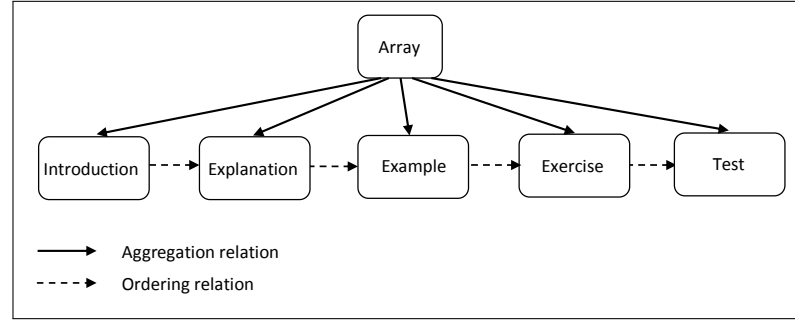 Array
Introduction
Explanation
Example
Exercise
Test
Aggregation relation
Ordering relation